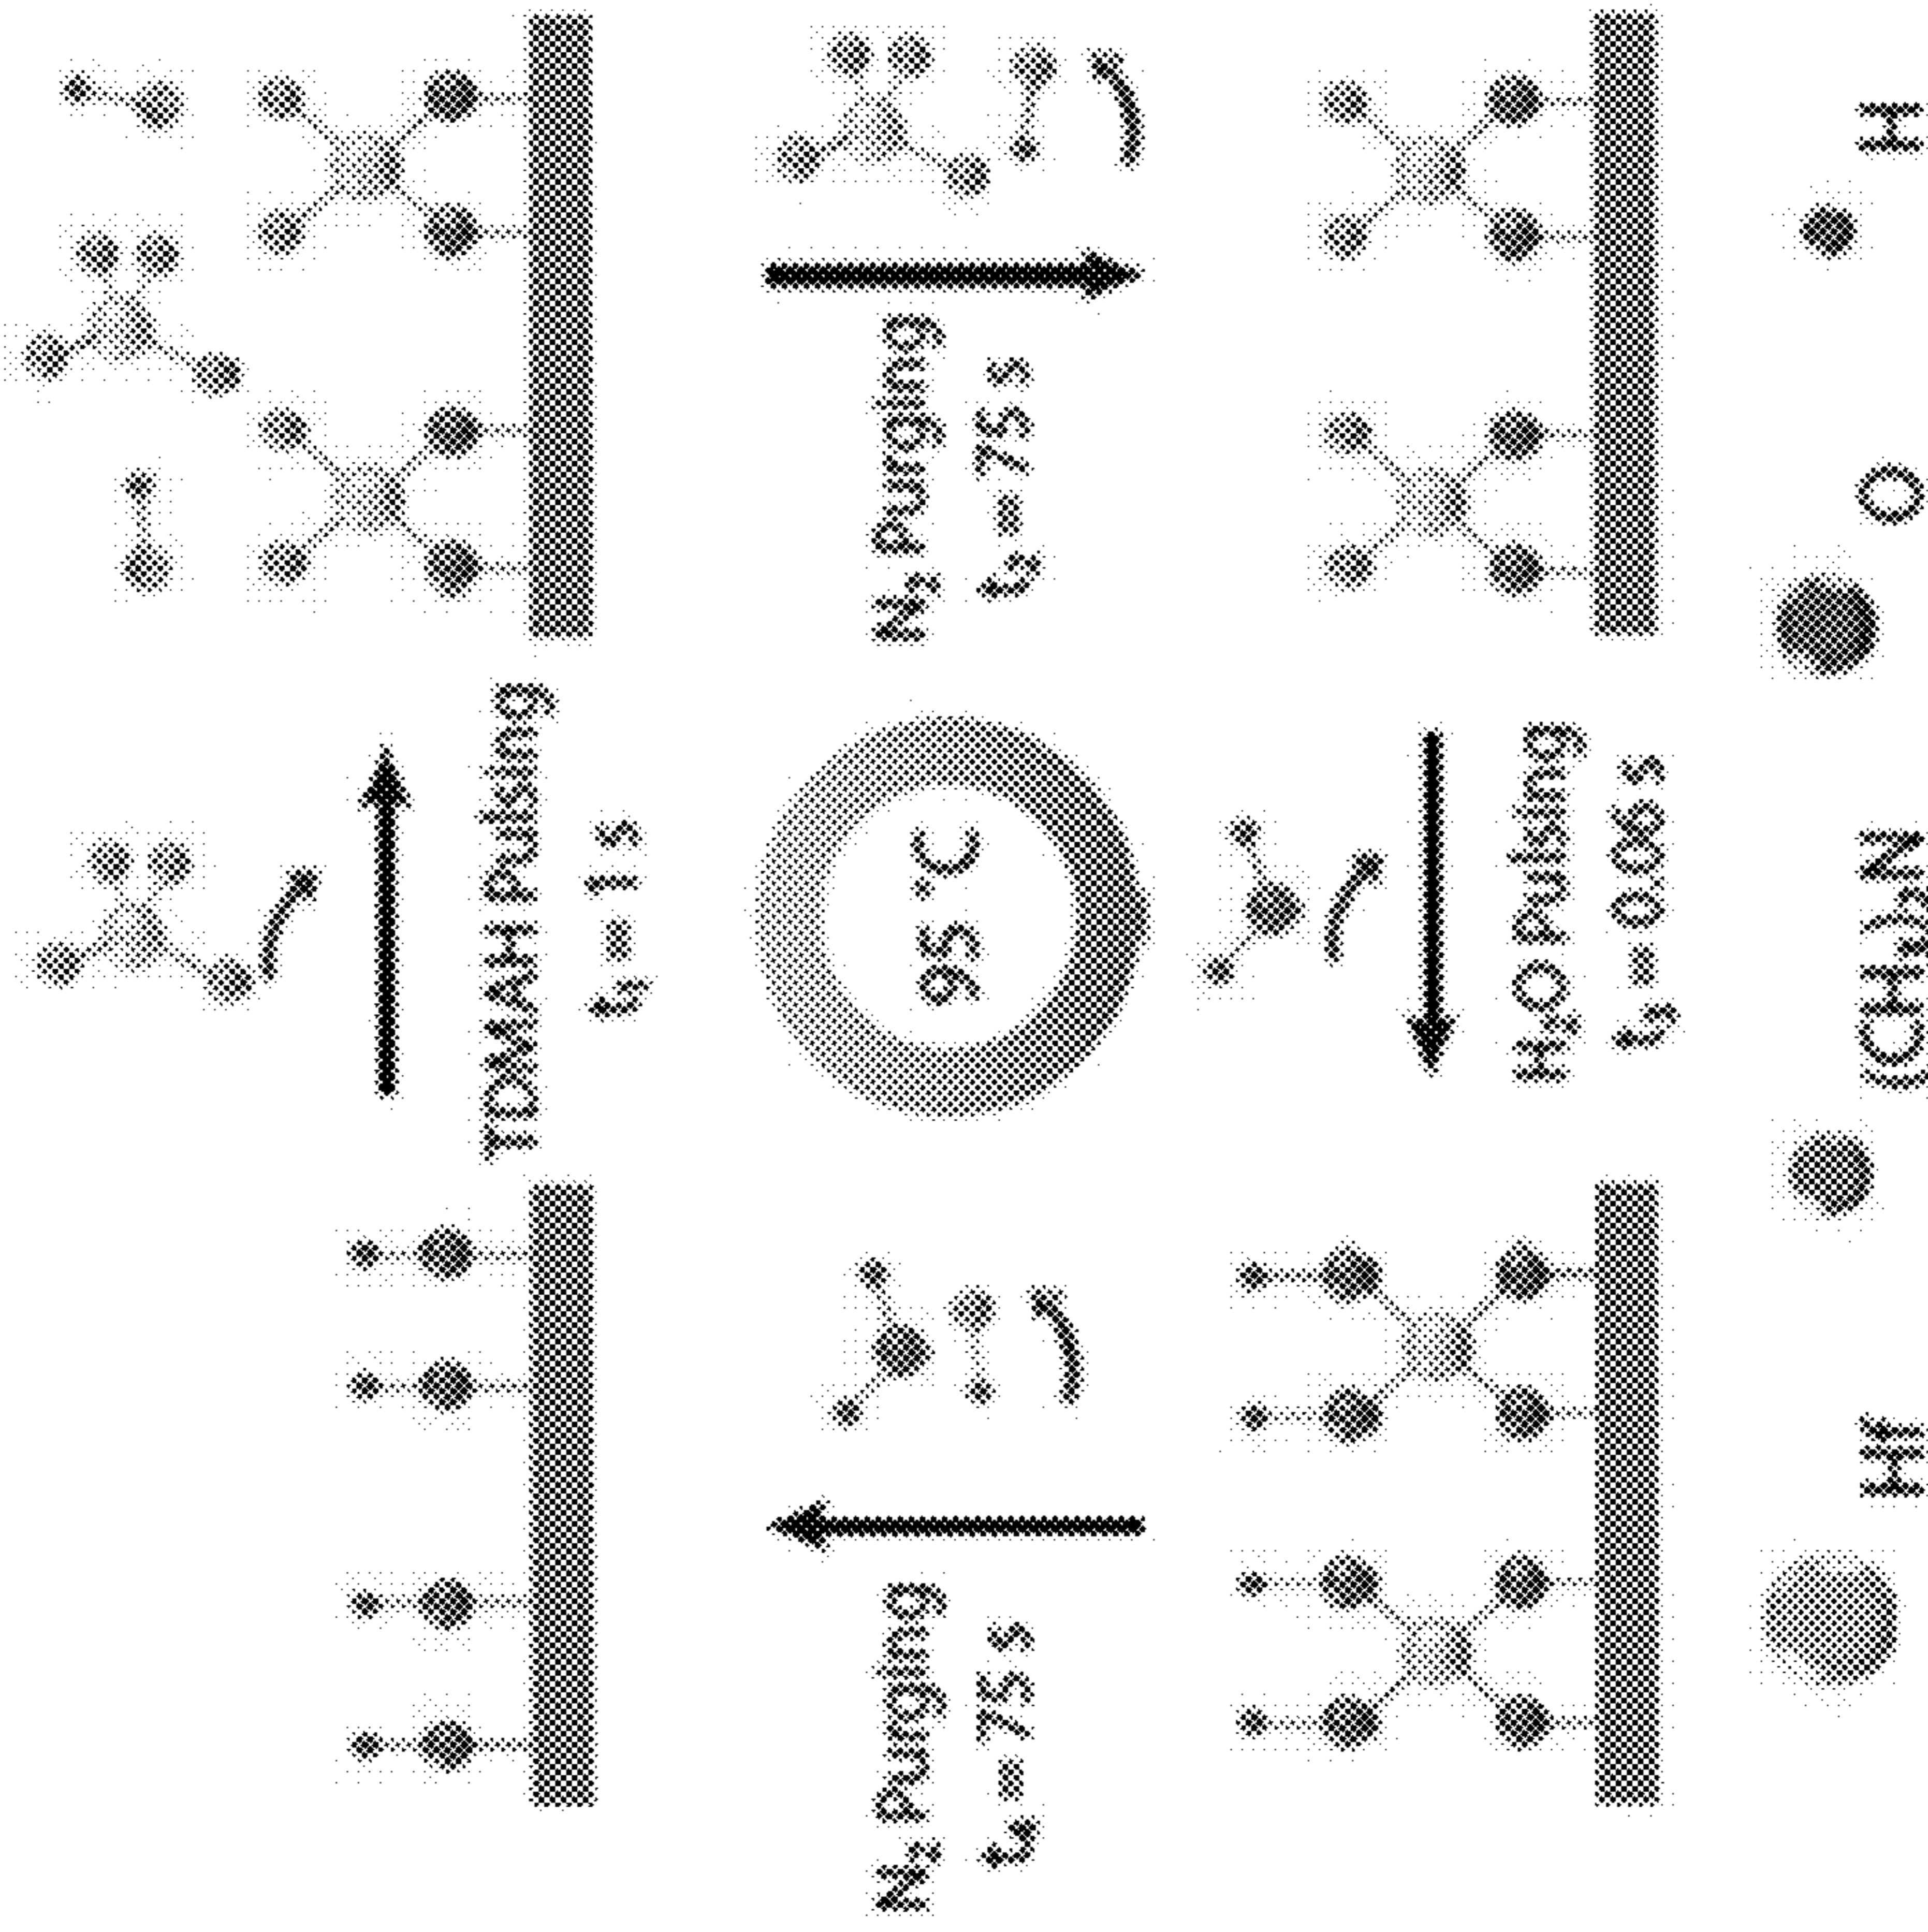 TDMAH Pulsing
t₁ = 1 s
N₂ Purging
t₄ = 75 s
95 °C
N₂ Purging
t₂ = 75 s
H₂O Pulsing
t₃ = 0.06 s
Hf
(CH₃)₂N
O
H